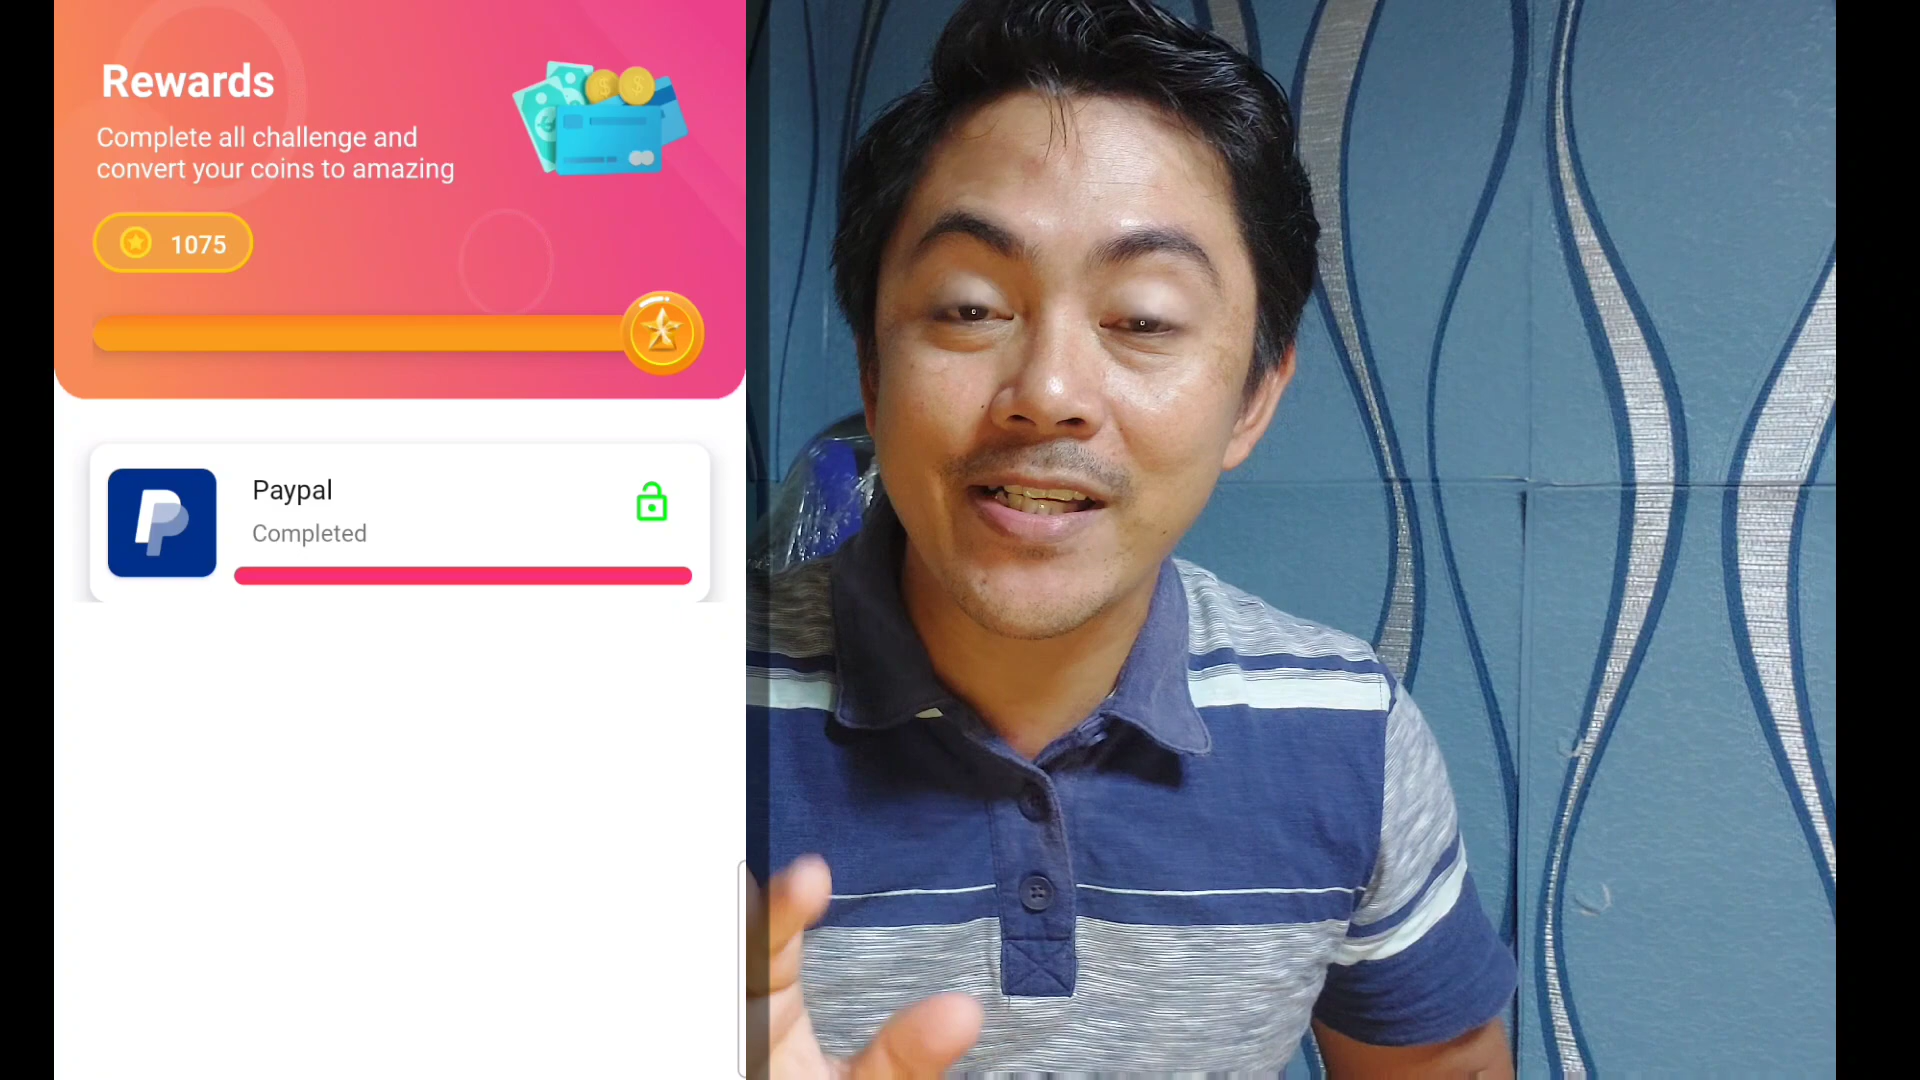 Rewards
Complete all challenge and
convert your coins to amazing
1075
Paypal
Completed